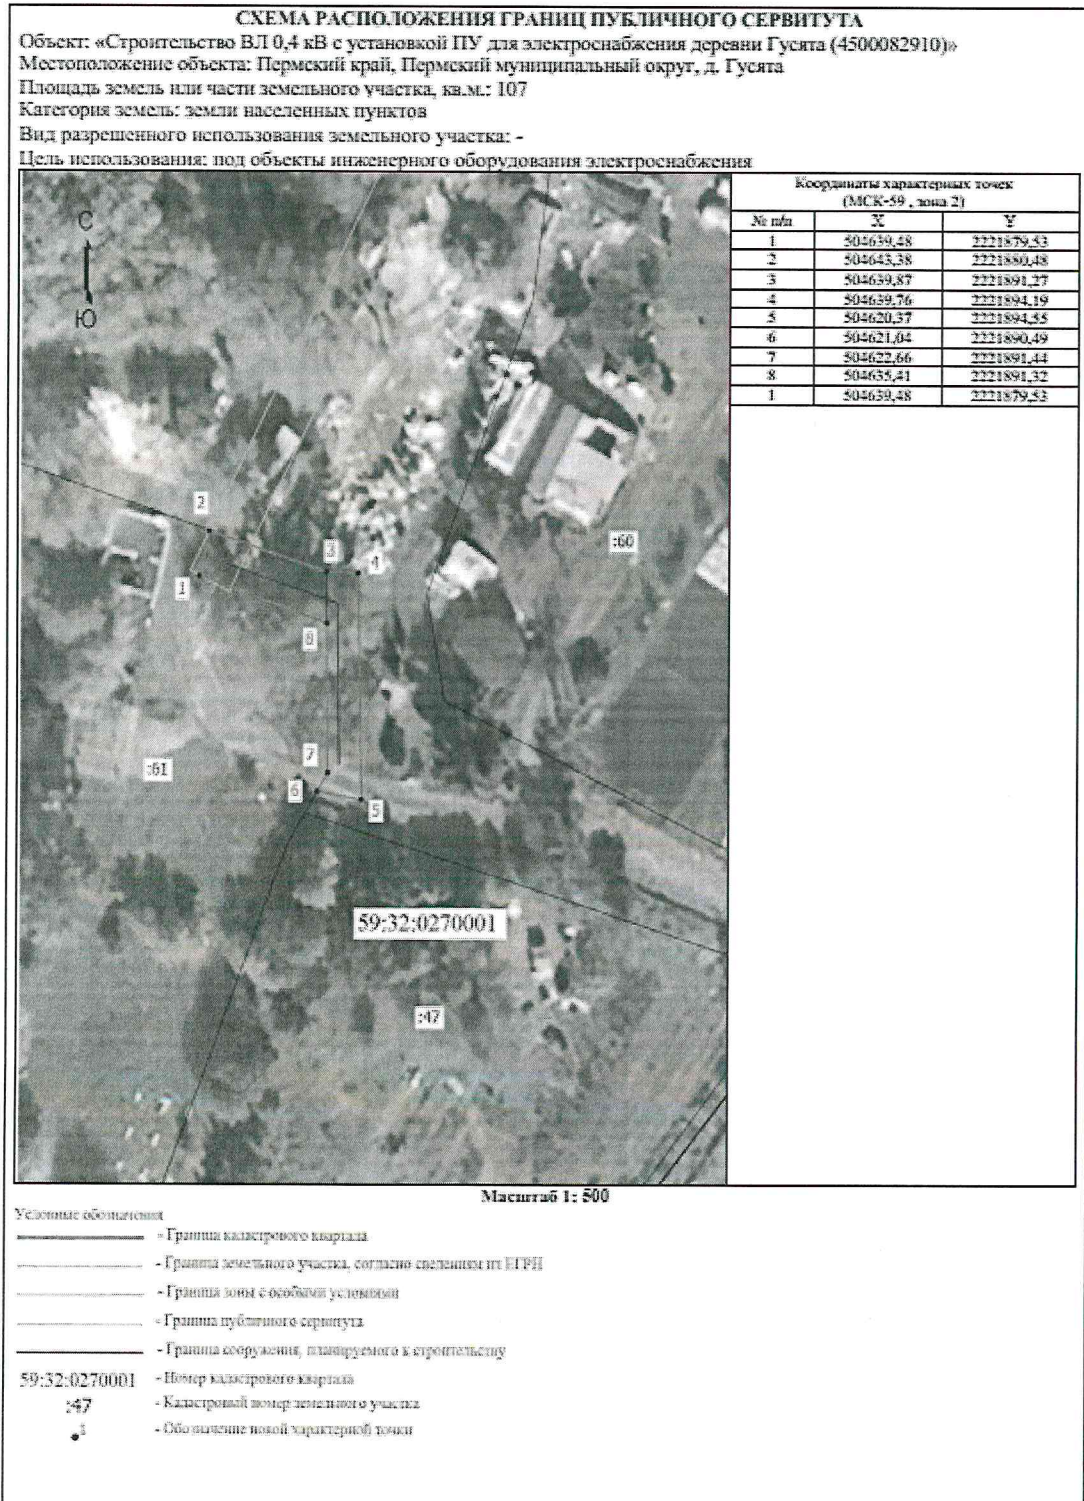 СХЕМА РАСПОЛОЖЕНИЯ ГРАНИЦ ПУБЛИЧНОГО СЕРВИТУТА
Объект: «Строительство ВЛ 0,4 кВ с установкой ПУ для электроснабжения деревни Гусята (4500082910)»
Местоположение объекта: Пермский край, Пермский муниципальный округ, д. Гусята
Площадь земель или части земельного участка, кв.м.: 107
Категория земель: земли населенных пунктов
Вид разрешенного использования земельного участка: -
Цель использования: под объекты инженерного оборудования электроснабжения
Координаты характерных точек
(МСК-59 , зона 2)
№ п/п X Y
1 504639,48 2221879,53
2 504643,38 2221880,48
3 504639,87 2221891,27
4 504639,76 2221894,19
5 504620,37 2221894,55
6 504621,04 2221890,49
7 504622,66 2221891,44
8 504635,41 2221891,32
1 504639,48 2221879,53
С
Ю
2
3
4
:60
1
8
7
:61
6
5
59:32:0270001
:47
Масштаб 1: 500
Условные обозначения
- Граница кадастрового квартала
- Граница земельного участка, согласно сведениям из ЕГРН
- Граница зоны с особыми условиями
- Граница публичного сервитута
- Граница сооружения, планируемого к строительству
59:32:0270001 - Номер кадастрового квартала
:47 - Кадастровый номер земельного участка
1 - Обозначение новой характерной точки